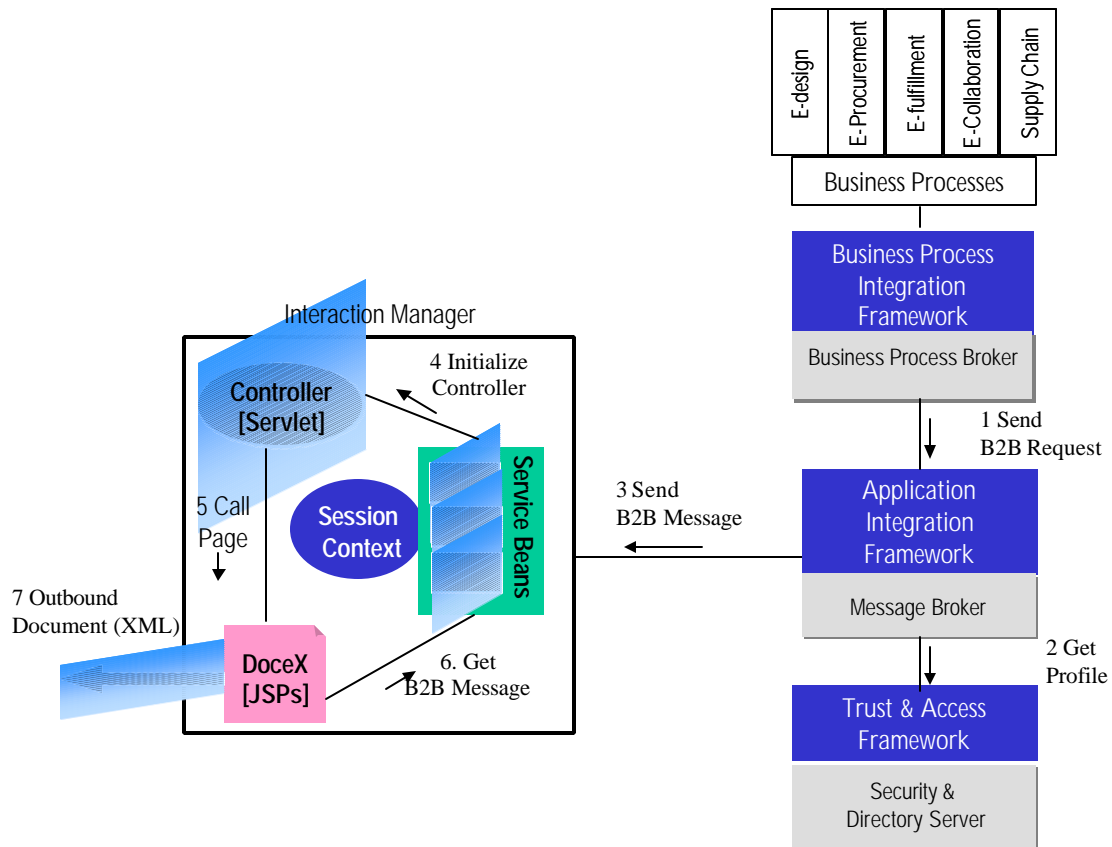 E-design
E-Procurement
E-fulfillment
E-Collaboration
Supply Chain
Business Processes
Business Process
Integration
Framework
Business Process Broker
1 Send
B2B Request
Application
Integration
Framework
Message Broker
2 Get
Profile
Trust & Access
Framework
Security &
Directory Server
3 Send
B2B Message
Interaction Manager
4 Initialize
Controller
Controller
[Servlet]
Service Beans
Session
Context
5 Call
Page
6. Get
B2B Message
DoceX
[JSPs]
7 Outbound
Document (XML)